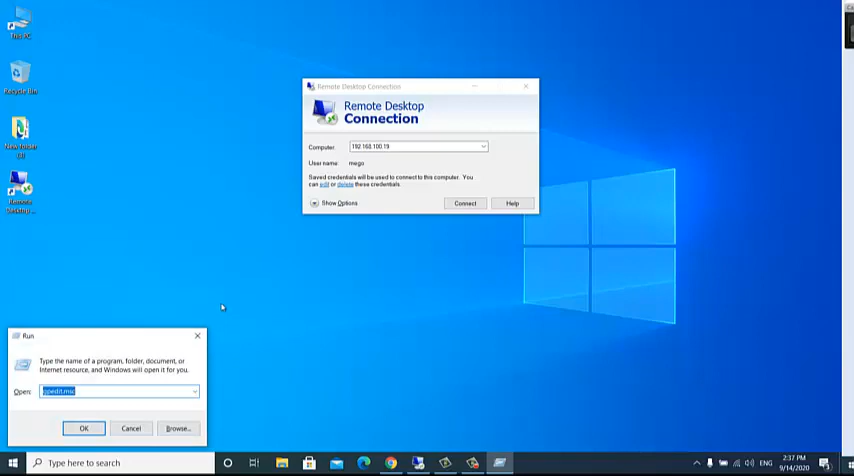 This PC
Recycle Bin
New folder
(3)
Remote
Desktop ...
Remote Desktop Connection
Remote Desktop
Connection
Computer:
192.168.100.19
User name:
mego
Saved credentials will be used to connect to this computer. You
can edit or delete these credentials.
Show Options
Connect
Help
Run
Type the name of a program, folder, document, or
Internet resource, and Windows will open it for you.
Open:
gpedit.msc
OK
Cancel
Browse...
Type here to search
ENG
2:37 PM
9/14/2020